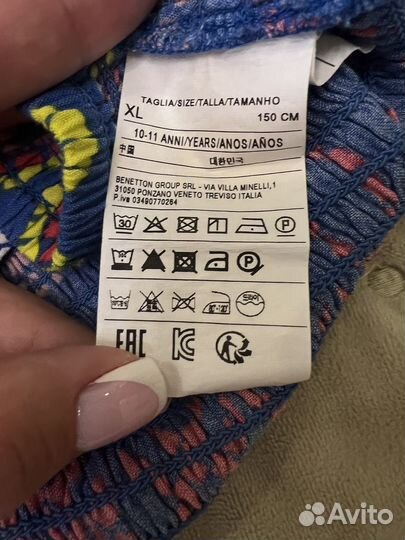 TAGLIA/SIZE/TALLA/TAMANHO
XL 150 CM
10-11 ANNI/YEARS/ANOS/AÑOS
中国 대한민국
BENETTON GROUP SRL - VIA VILLA MINELLI,1
31050 PONZANO VENETO TREVISO ITALIA
P.iva 03490770264
30 P
P
EAC
Avito